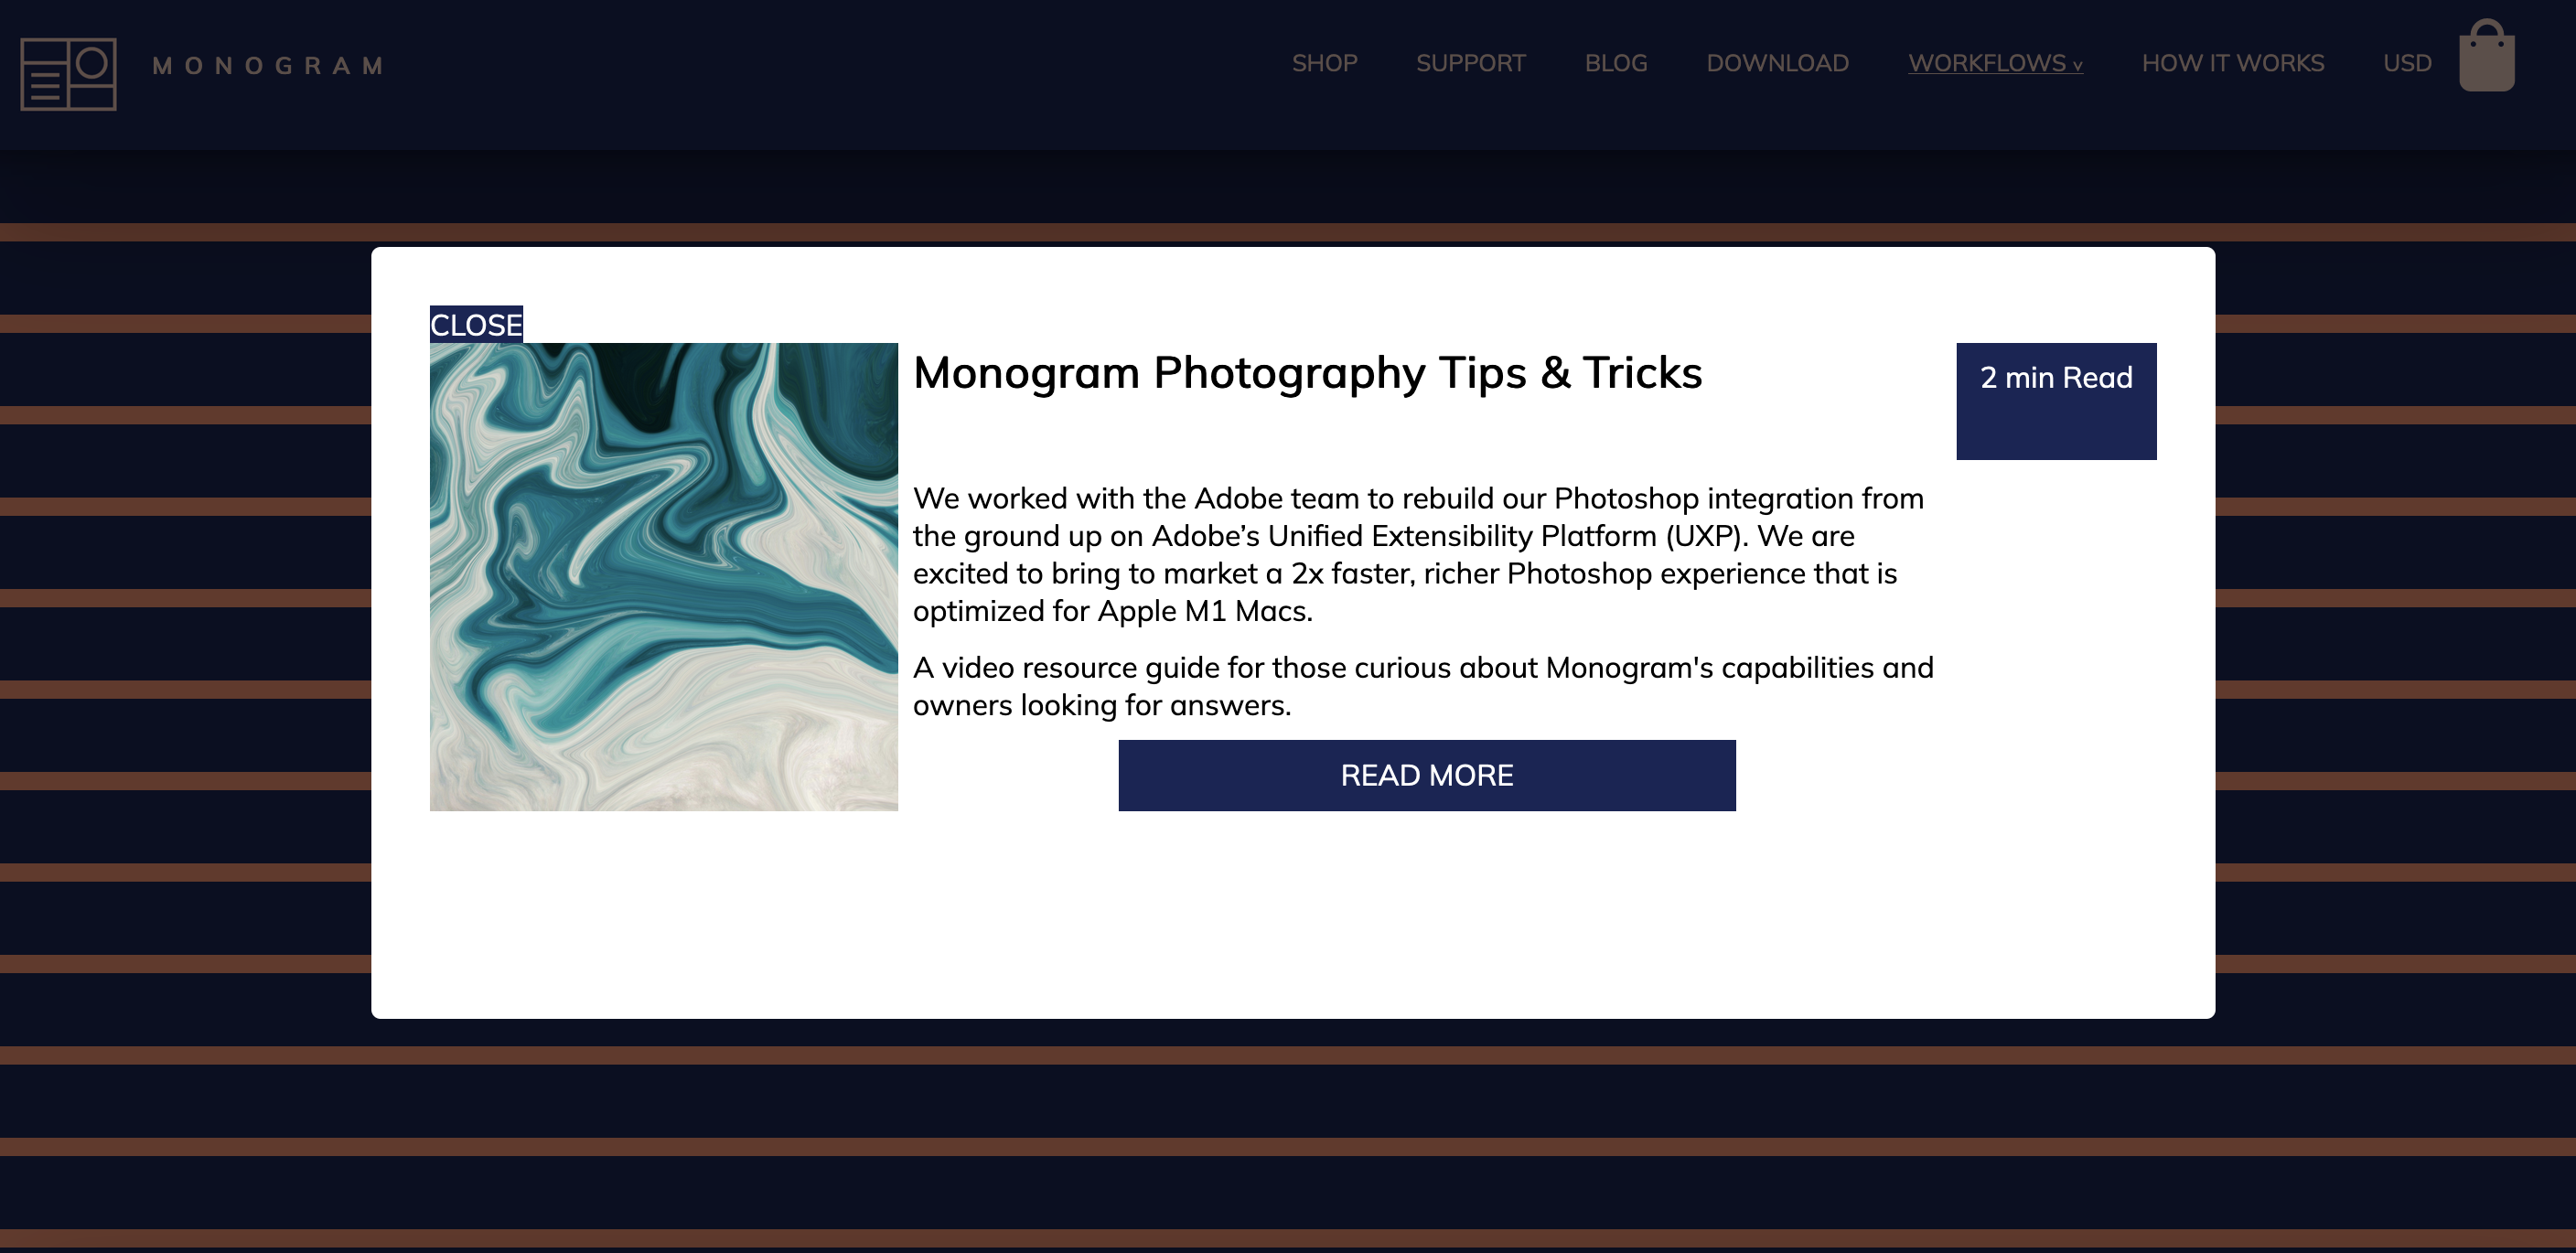 MONOGRAM
SHOP SUPPORT BLOG DOWNLOAD WORKFLOWS v HOW IT WORKS USD
CLOSE
Monogram Photography Tips & Tricks
2 min Read
We worked with the Adobe team to rebuild our Photoshop integration from
the ground up on Adobe’s Unified Extensibility Platform (UXP). We are
excited to bring to market a 2x faster, richer Photoshop experience that is
optimized for Apple M1 Macs.
A video resource guide for those curious about Monogram's capabilities and
owners looking for answers.
READ MORE